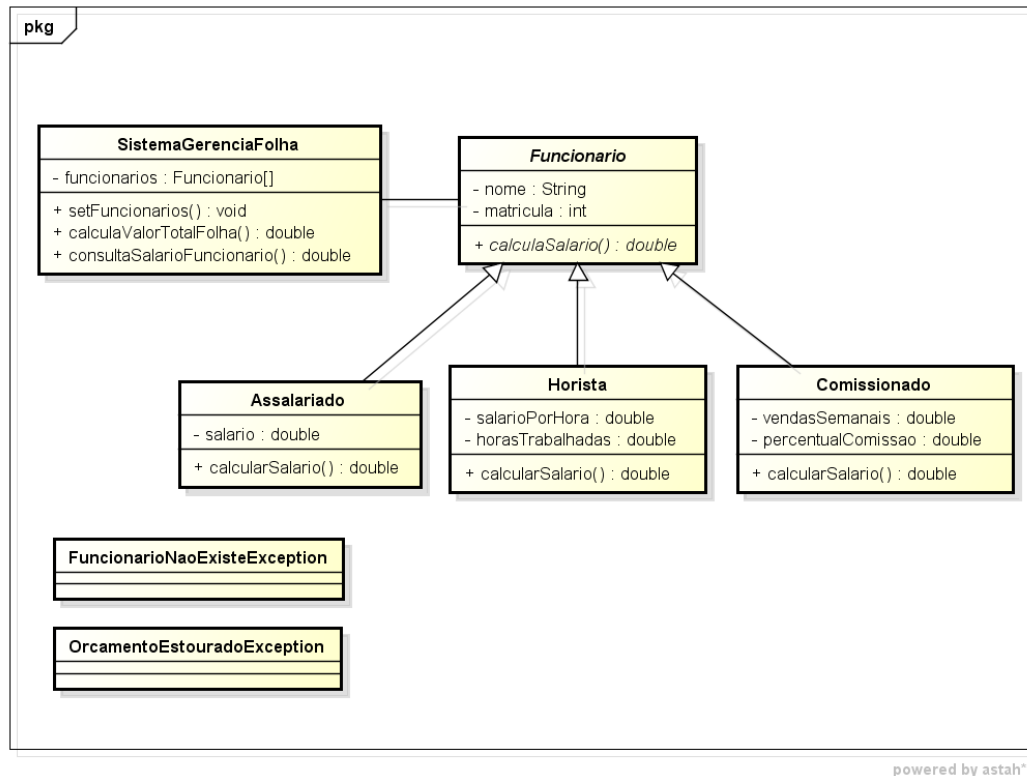 pkg
SistemaGerenciaFolha
- funcionarios : Funcionario[]
+ setFuncionarios() : void
+ calculaValorTotalFolha() : double
+ consultaSalarioFuncionario() : double
Funcionario
- nome : String
- matricula : int
+ calculaSalario() : double
Assalariado
- salario : double
+ calcularSalario() : double
Horista
- salarioPorHora : double
- horasTrabalhadas : double
+ calcularSalario() : double
Comissionado
- vendasSemanais : double
- percentualComissao : double
+ calcularSalario() : double
FuncionarioNaoExisteException
OrcamentoEstouradoException
powered by astah*